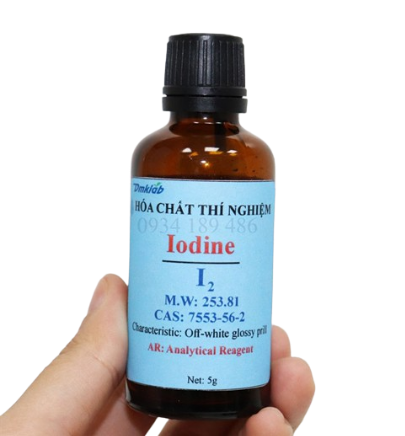 Dmklab
HÓA CHẤT THÍ NGHIỆM
0934 189 486
Iodine
I₂
M.W: 253.81
CAS: 7553-56-2
Characteristic: Off-white glossy prill
AR: Analytical Reagent
Net: 5g